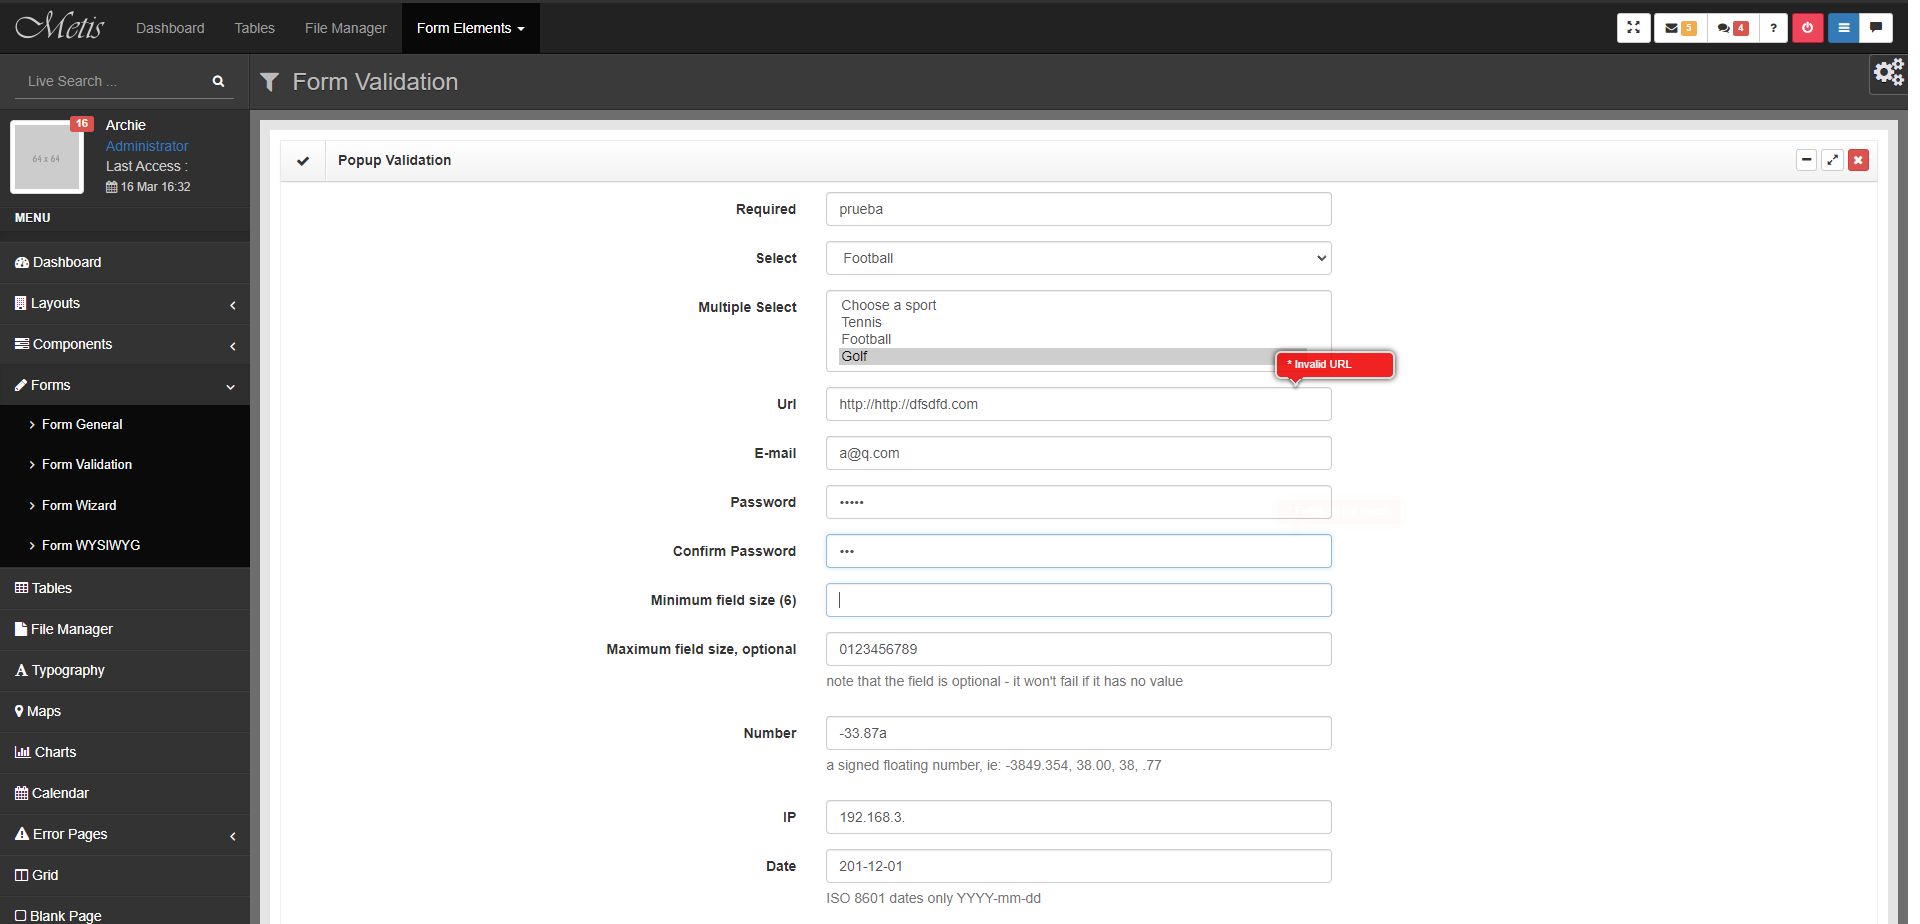 Metis
Dashboard
Tables
File Manager
Form Elements
5
4
?
Live Search ...
Form Validation
64 x 64
16
Archie
Administrator
Last Access :
16 Mar 16:32
MENU
Dashboard
Layouts
Components
Forms
Form General
Form Validation
Form Wizard
Form WYSIWYG
Tables
File Manager
Typography
Maps
Charts
Calendar
Error Pages
Grid
Blank Page
Popup Validation
Required
prueba
Select
Football
Multiple Select
Choose a sport
Tennis
Football
Golf
* Invalid URL
Url
http://http://dfsdfd.com
E-mail
a@q.com
Password
•••••
Confirm Password
•••
Minimum field size (6)
Maximum field size, optional
0123456789
note that the field is optional - it won't fail if it has no value
Number
-33.87a
a signed floating number, ie: -3849.354, 38.00, 38, .77
IP
192.168.3.
Date
201-12-01
ISO 8601 dates only YYYY-mm-dd